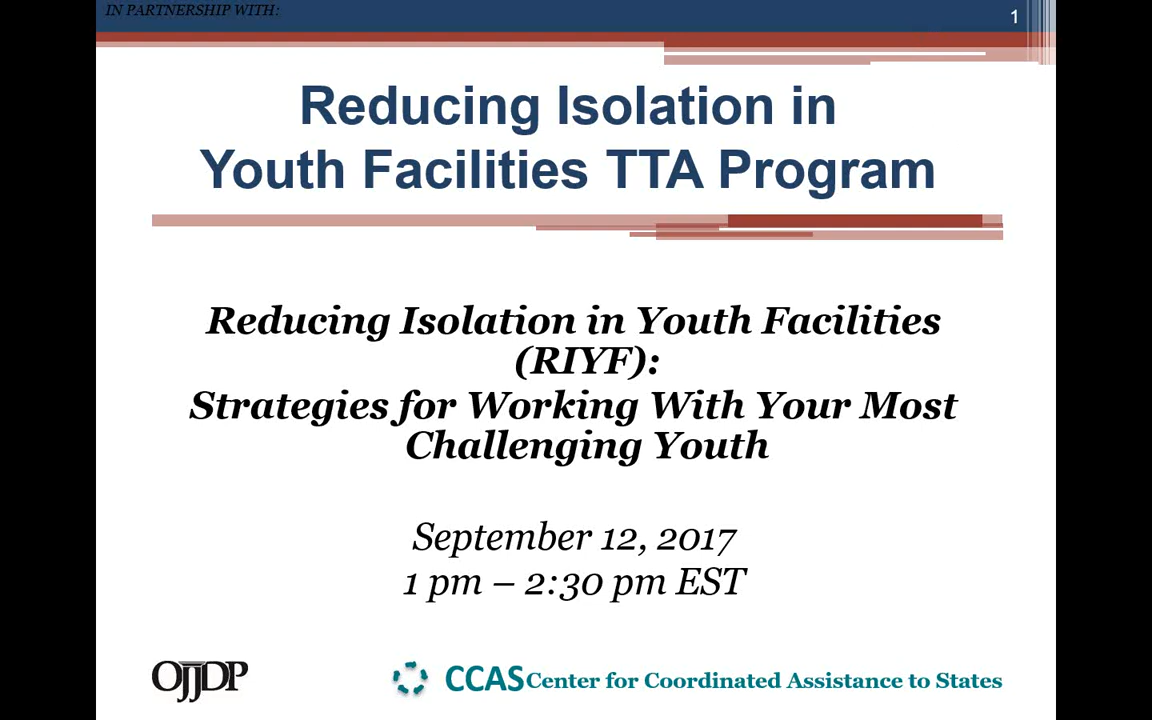 IN PARTNERSHIP WITH:
1
Reducing Isolation in
Youth Facilities TTA Program
Reducing Isolation in Youth Facilities
(RIYF):
Strategies for Working With Your Most
Challenging Youth
September 12, 2017
1 pm – 2:30 pm EST
OJJDP
CCAS Center for Coordinated Assistance to States